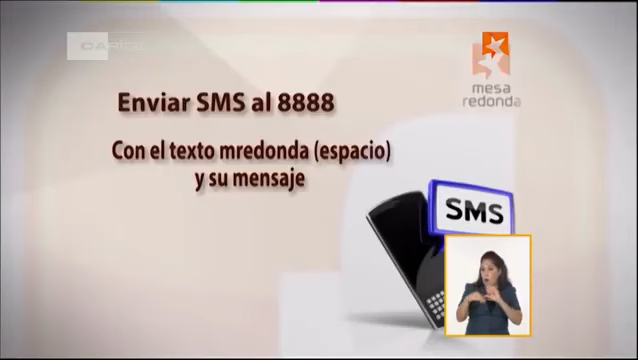 mesa
redonda
Enviar SMS al 8888
Con el texto mredonda (espacio)
y su mensaje
SMS